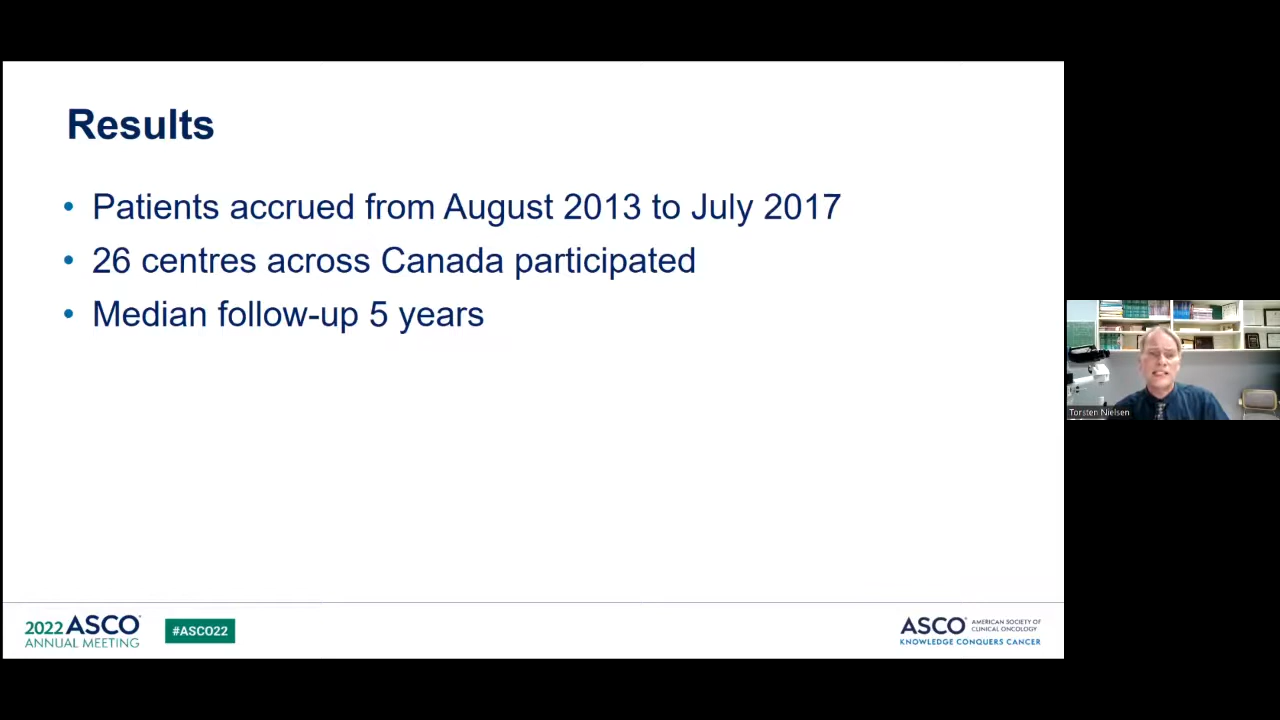 Results
• Patients accrued from August 2013 to July 2017
• 26 centres across Canada participated
• Median follow-up 5 years
2022 ASCO
ANNUAL MEETING
#ASCO22
ASCO AMERICAN SOCIETY OF
CLINICAL ONCOLOGY
KNOWLEDGE CONQUERS CANCER
Torsten Nielsen